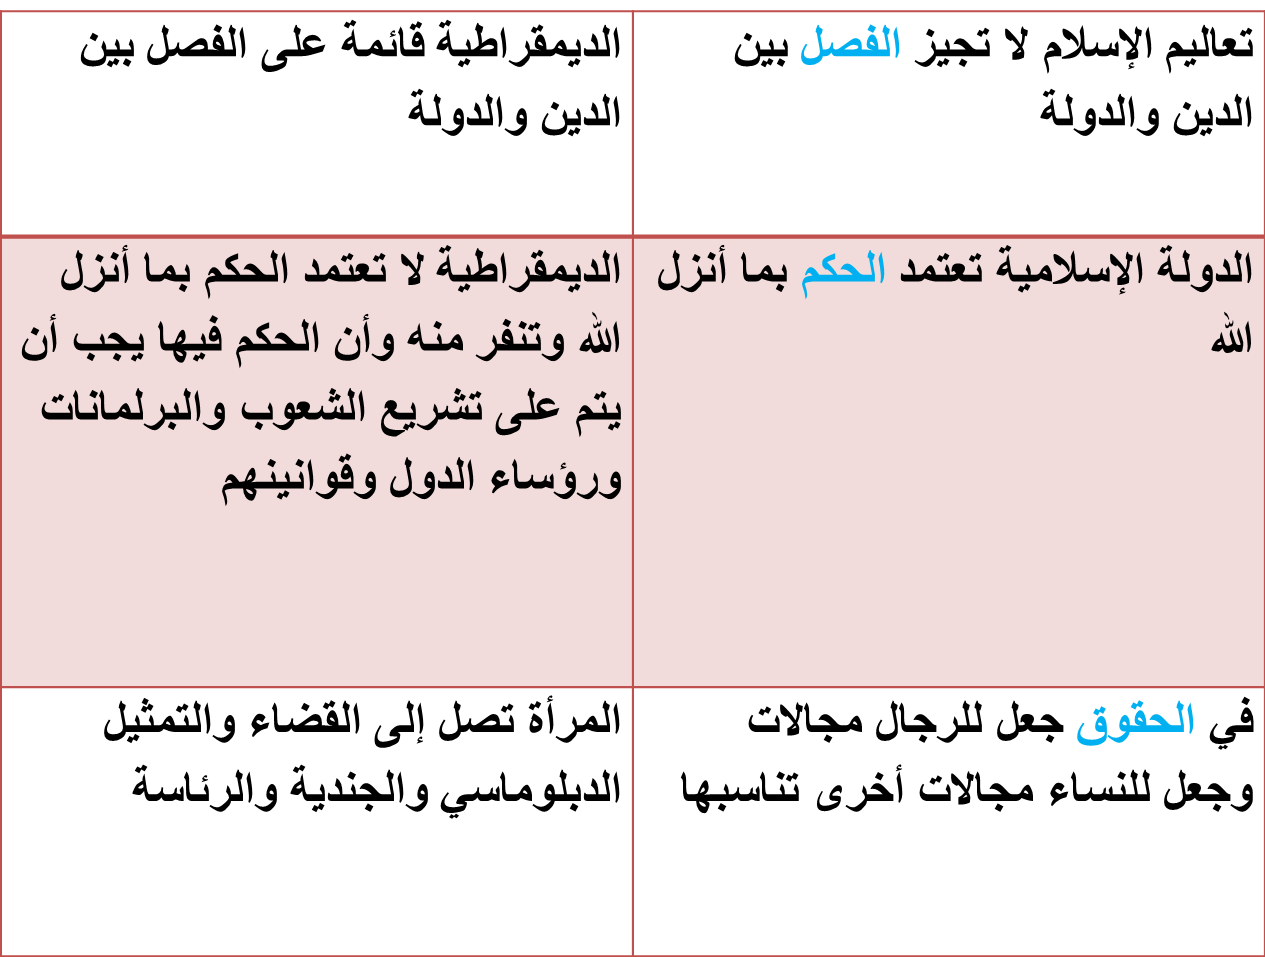 تعاليم الإسلام لا تجيز الفصل بين
الدين والدولة
الديمقراطية قائمة على الفصل بين
الدين والدولة
الدولة الإسلامية تعتمد الحكم بما أنزل
الله
الديمقراطية لا تعتمد الحكم بما أنزل
الله وتنفر منه وأن الحكم فيها يجب أن
يتم على تشريع الشعوب والبرلمانات
ورؤساء الدول وقوانينهم
في الحقوق جعل للرجال مجالات
وجعل للنساء مجالات أخرى تناسبها
المرأة تصل إلى القضاء والتمثيل
الدبلوماسي والجندية والرئاسة